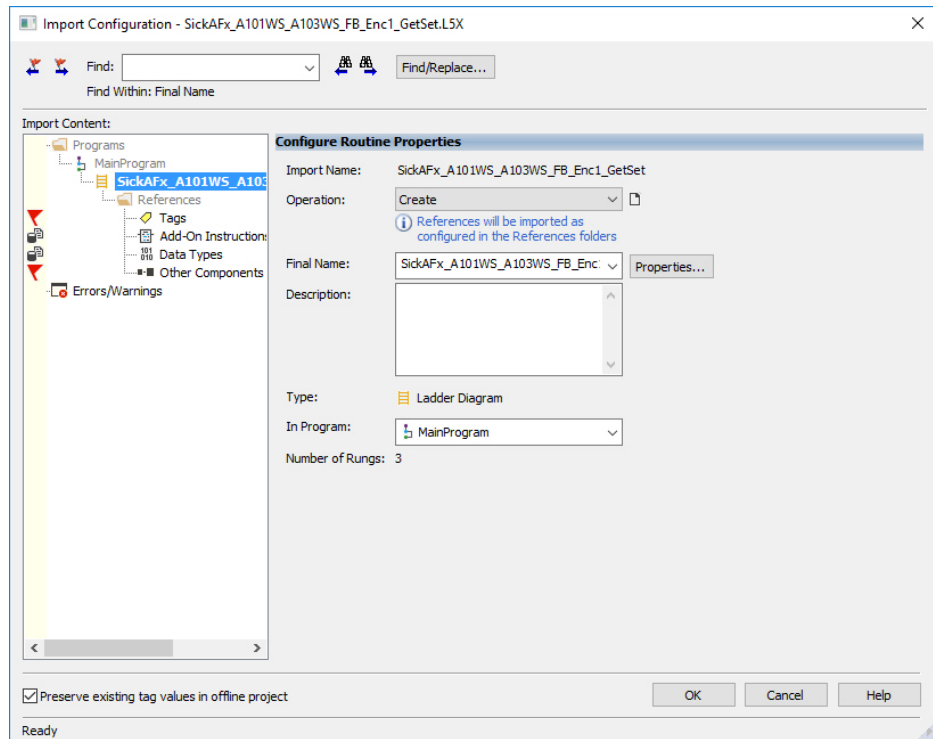 Import Configuration - SickAFx_A101WS_A103WS_FB_Enc1_GetSet.L5X
Find:
Find/Replace...
Find Within: Final Name
Import Content:
Programs
MainProgram
SickAFx_A101WS_A103
References
Tags
Add-On Instruction
Data Types
Other Components
Errors/Warnings
Configure Routine Properties
Import Name: SickAFx_A101WS_A103WS_FB_Enc1_GetSet
Operation: Create
References will be imported as
configured in the References folders
Final Name: SickAFx_A101WS_A103WS_FB_Enc Properties...
Description:
Type: Ladder Diagram
In Program: MainProgram
Number of Rungs: 3
Preserve existing tag values in offline project
OK Cancel Help
Ready